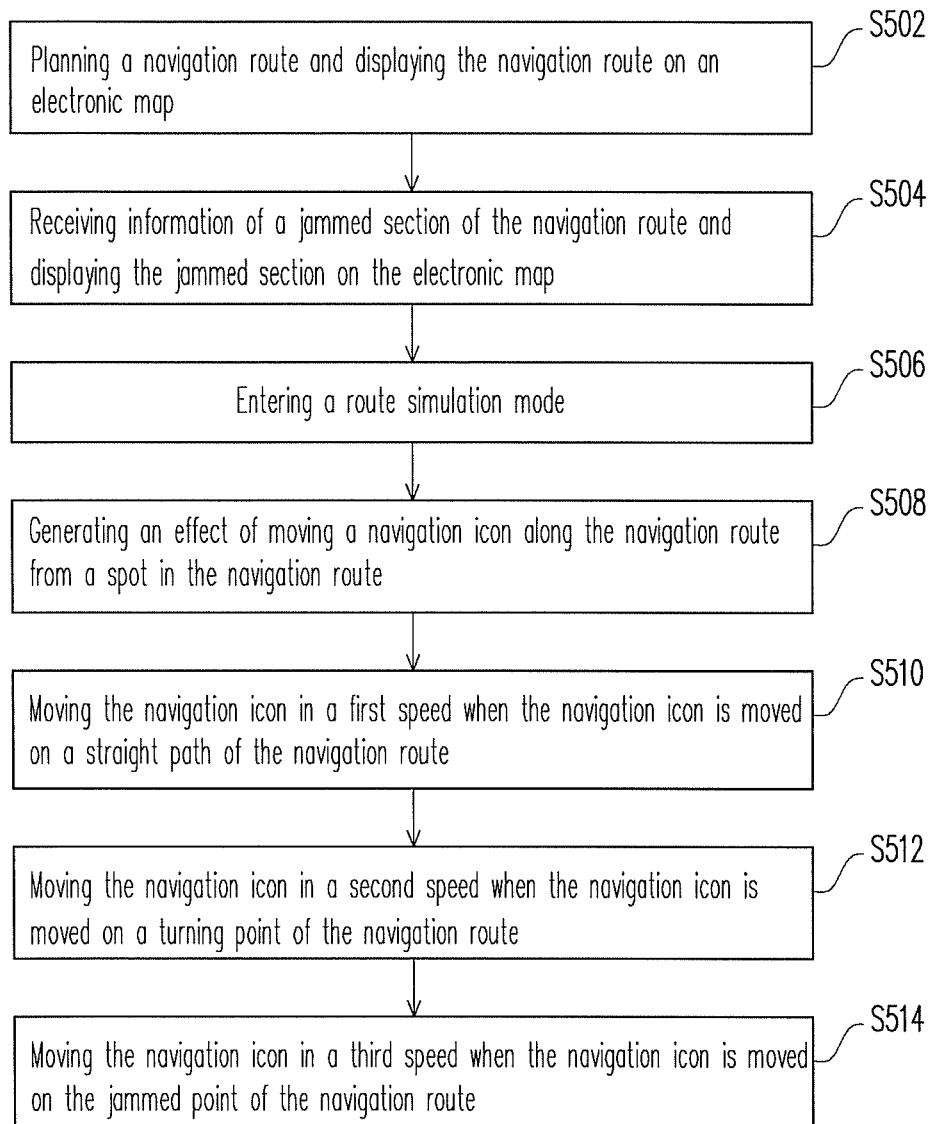 S502
Planning a navigation route and displaying the navigation route on an
electronic map
S504
Receiving information of a jammed section of the navigation route and
displaying the jammed section on the electronic map
S506
Entering a route simulation mode
S508
Generating an effect of moving a navigation icon along the navigation route
from a spot in the navigation route
S510
Moving the navigation icon in a first speed when the navigation icon is moved
on a straight path of the navigation route
S512
Moving the navigation icon in a second speed when the navigation icon is
moved on a turning point of the navigation route
S514
Moving the navigation icon in a third speed when the navigation icon is moved
on the jammed point of the navigation route